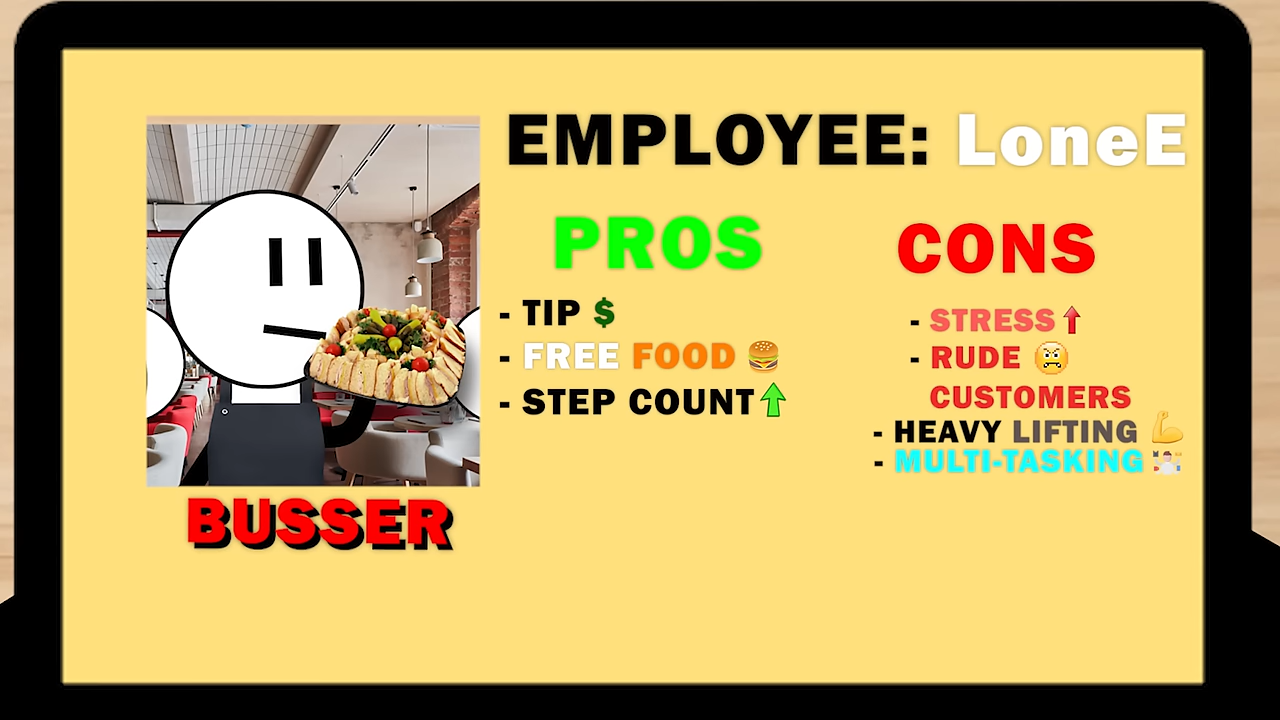 EMPLOYEE: LoneE
PROS
- TIP $
- FREE FOOD 🍔
- STEP COUNT
CONS
- STRESS
- RUDE
CUSTOMERS
- HEAVY LIFTING 💪
- MULTI-TASKING
BUSSER